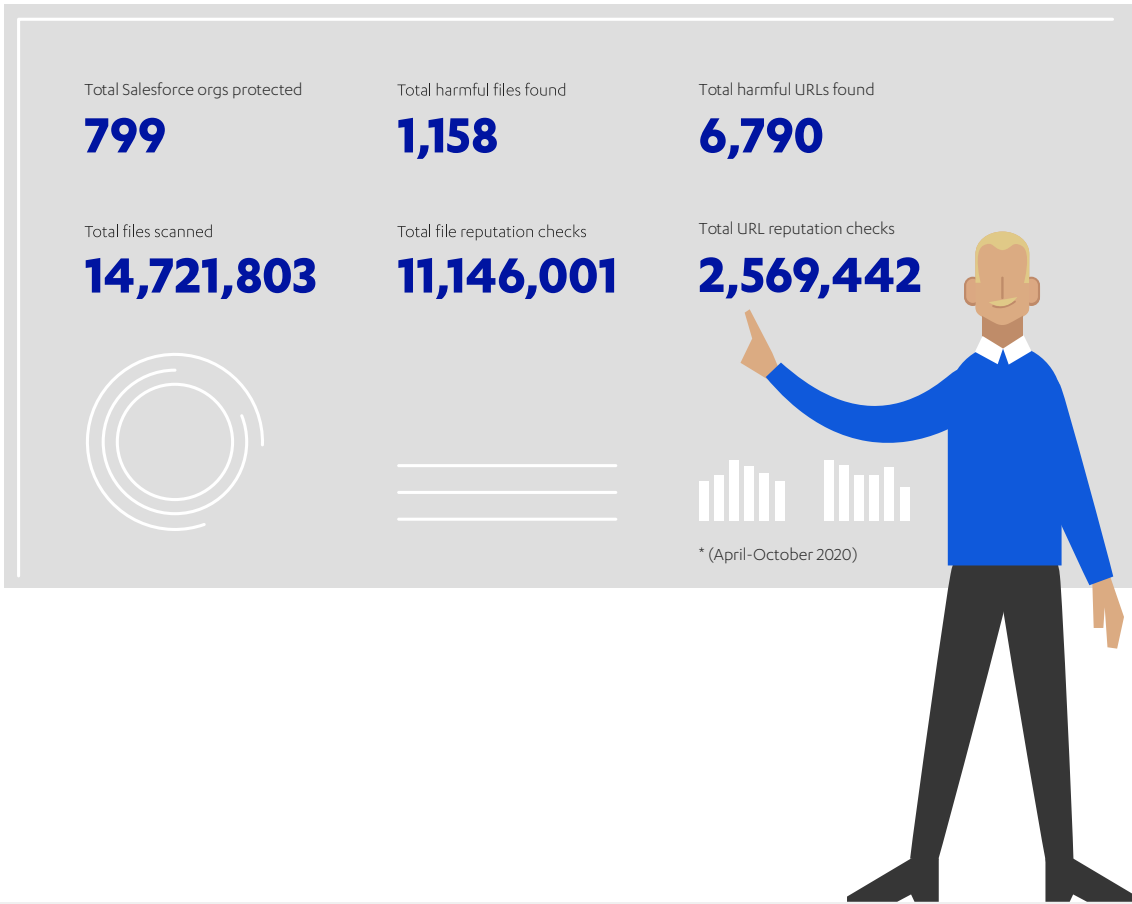 Total Salesforce orgs protected
799
Total harmful files found
1,158
Total harmful URLs found
6,790
Total files scanned
14,721,803
Total file reputation checks
11,146,001
Total URL reputation checks
2,569,442
* (April-October 2020)